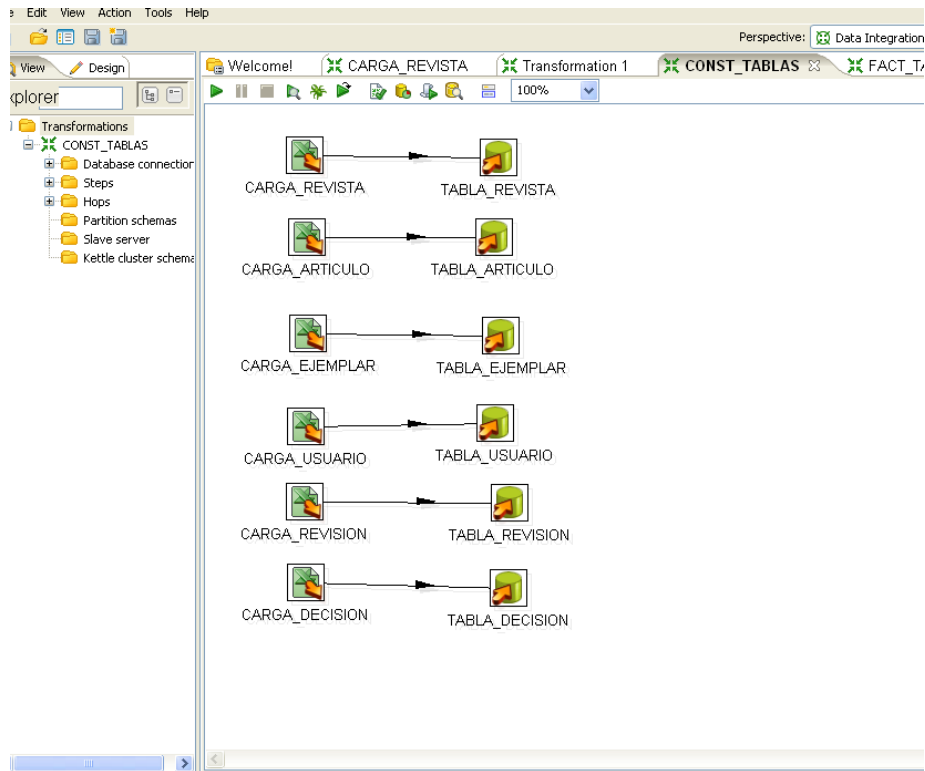 e Edit View Action Tools Help
Perspective: Data Integration
View Design
Welcome! CARGA_REVISTA Transformation 1 CONST_TABLAS FACT_TA
xplorer
100%
Transformations
CONST_TABLAS
Database connection
Steps
Hops
Partition schemas
Slave server
Kettle cluster schema
CARGA_REVISTA TABLA_REVISTA
CARGA_ARTICULO TABLA_ARTICULO
CARGA_EJEMPLAR TABLA_EJEMPLAR
CARGA_USUARIO TABLA_USUARIO
CARGA_REVISION TABLA_REVISION
CARGA_DECISION TABLA_DECISION